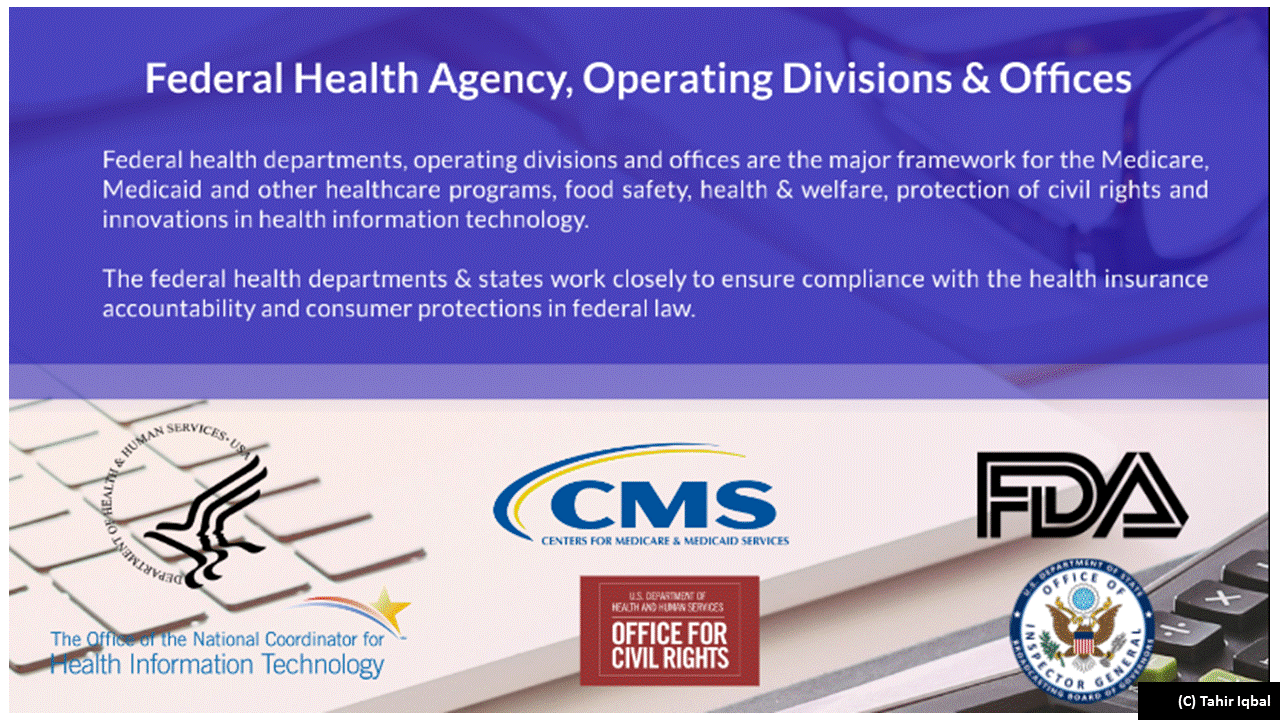 Federal Health Agency, Operating Divisions & Offices
Federal health departments, operating divisions and offices are the major framework for the Medicare,
Medicaid and other healthcare programs, food safety, health & welfare, protection of civil rights and
innovations in health information technology.
The federal health departments & states work closely to ensure compliance with the health insurance
accountability and consumer protections in federal law.
DEPARTMENT OF HEALTH & HUMAN SERVICES · USA
CMS
CENTERS FOR MEDICARE & MEDICAID SERVICES
FDA
The Office of the National Coordinator for
Health Information Technology
U.S. DEPARTMENT OF
HEALTH AND HUMAN SERVICES
OFFICE FOR
CIVIL RIGHTS
U.S. DEPARTMENT OF STATE
OFFICE OF
INSPECTOR GENERAL
BROADCASTING BOARD OF GOVERNORS
(C) Tahir Iqbal